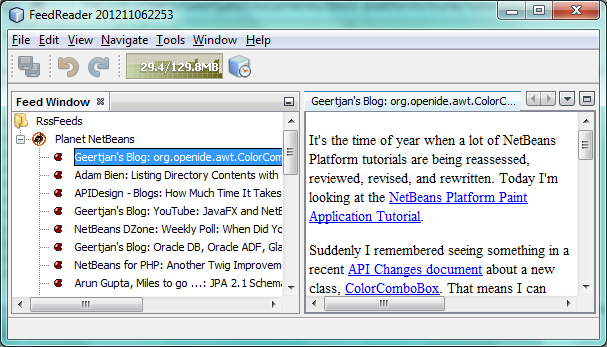 FeedReader 201211062253
File Edit View Navigate Tools Window Help
29.4/129.8MB
Feed Window
RssFeeds
Planet NetBeans
Geertjan's Blog: org.openide.awt.ColorCom
Adam Bien: Listing Directory Contents with
APIDesign - Blogs: How Much Time It Takes
Geertjan's Blog: YouTube: JavaFX and NetB
NetBeans DZone: Weekly Poll: When Did Yo
Geertjan's Blog: Oracle DB, Oracle ADF, Gla
NetBeans for PHP: Another Twig Improvem
Arun Gupta, Miles to go ...: JPA 2.1 Schema
Geertjan's Blog: org.openide.awt.ColorC...
It's the time of year when a lot of NetBeans
Platform tutorials are being reassessed,
reviewed, revised, and rewritten. Today I'm
looking at the NetBeans Platform Paint
Application Tutorial.
Suddenly I remembered seeing something in a
recent API Changes document about a new
class, ColorComboBox. That means I can